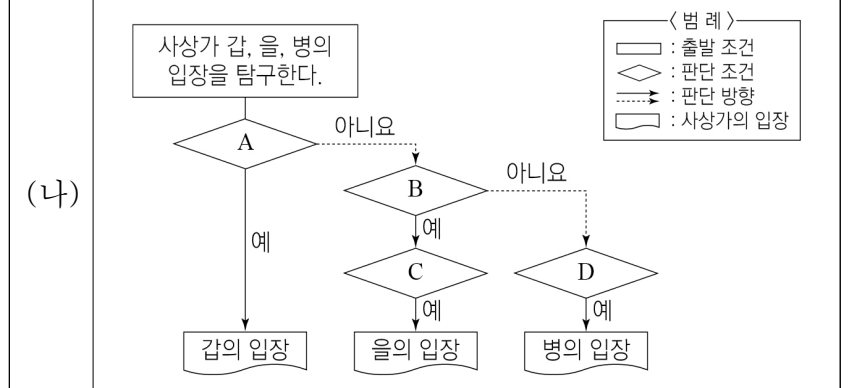 (나)
사상가 갑, 을, 병의
입장을 탐구한다.
〈 범 례 〉
: 출발 조건
: 판단 조건
: 판단 방향
: 사상가의 입장
A
아니요
B
아니요
예
예
C
D
예
예
갑의 입장
을의 입장
병의 입장